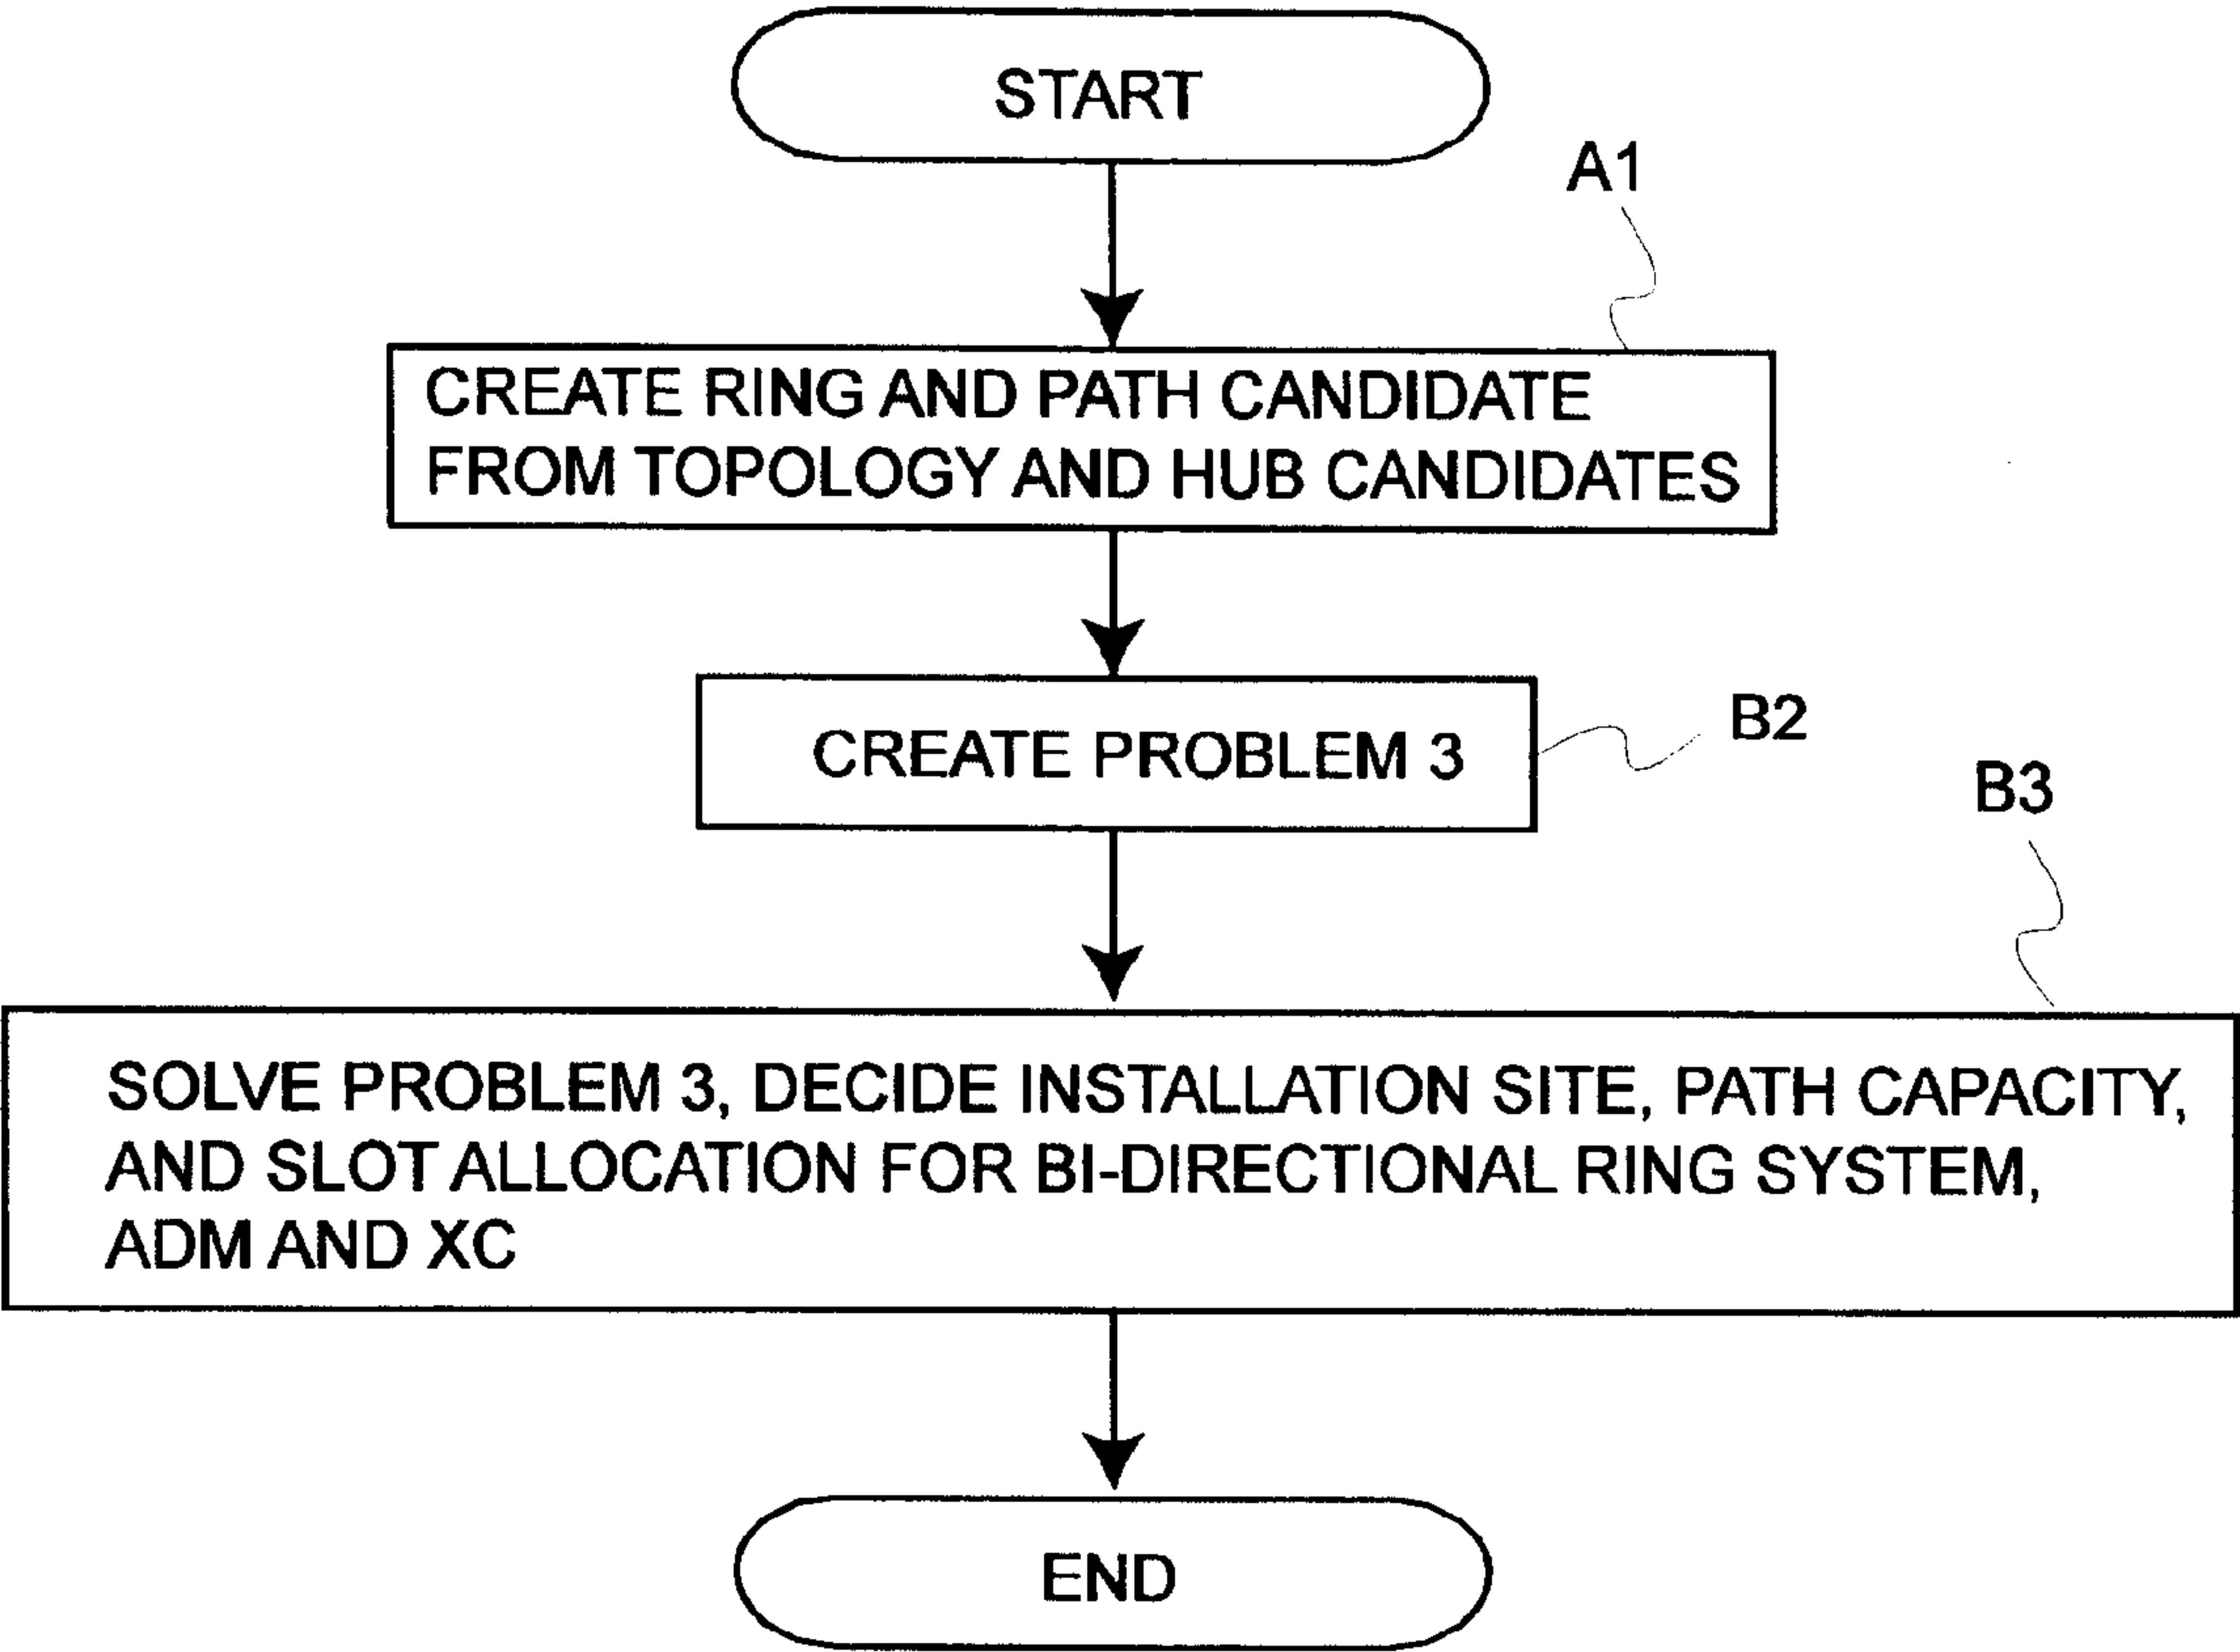 START
A1
CREATE RING AND PATH CANDIDATE
FROM TOPOLOGY AND HUB CANDIDATES
CREATE PROBLEM 3
B2
B3
SOLVE PROBLEM 3, DECIDE INSTALLATION SITE, PATH CAPACITY,
AND SLOT ALLOCATION FOR BI-DIRECTIONAL RING SYSTEM,
ADM AND XC
END